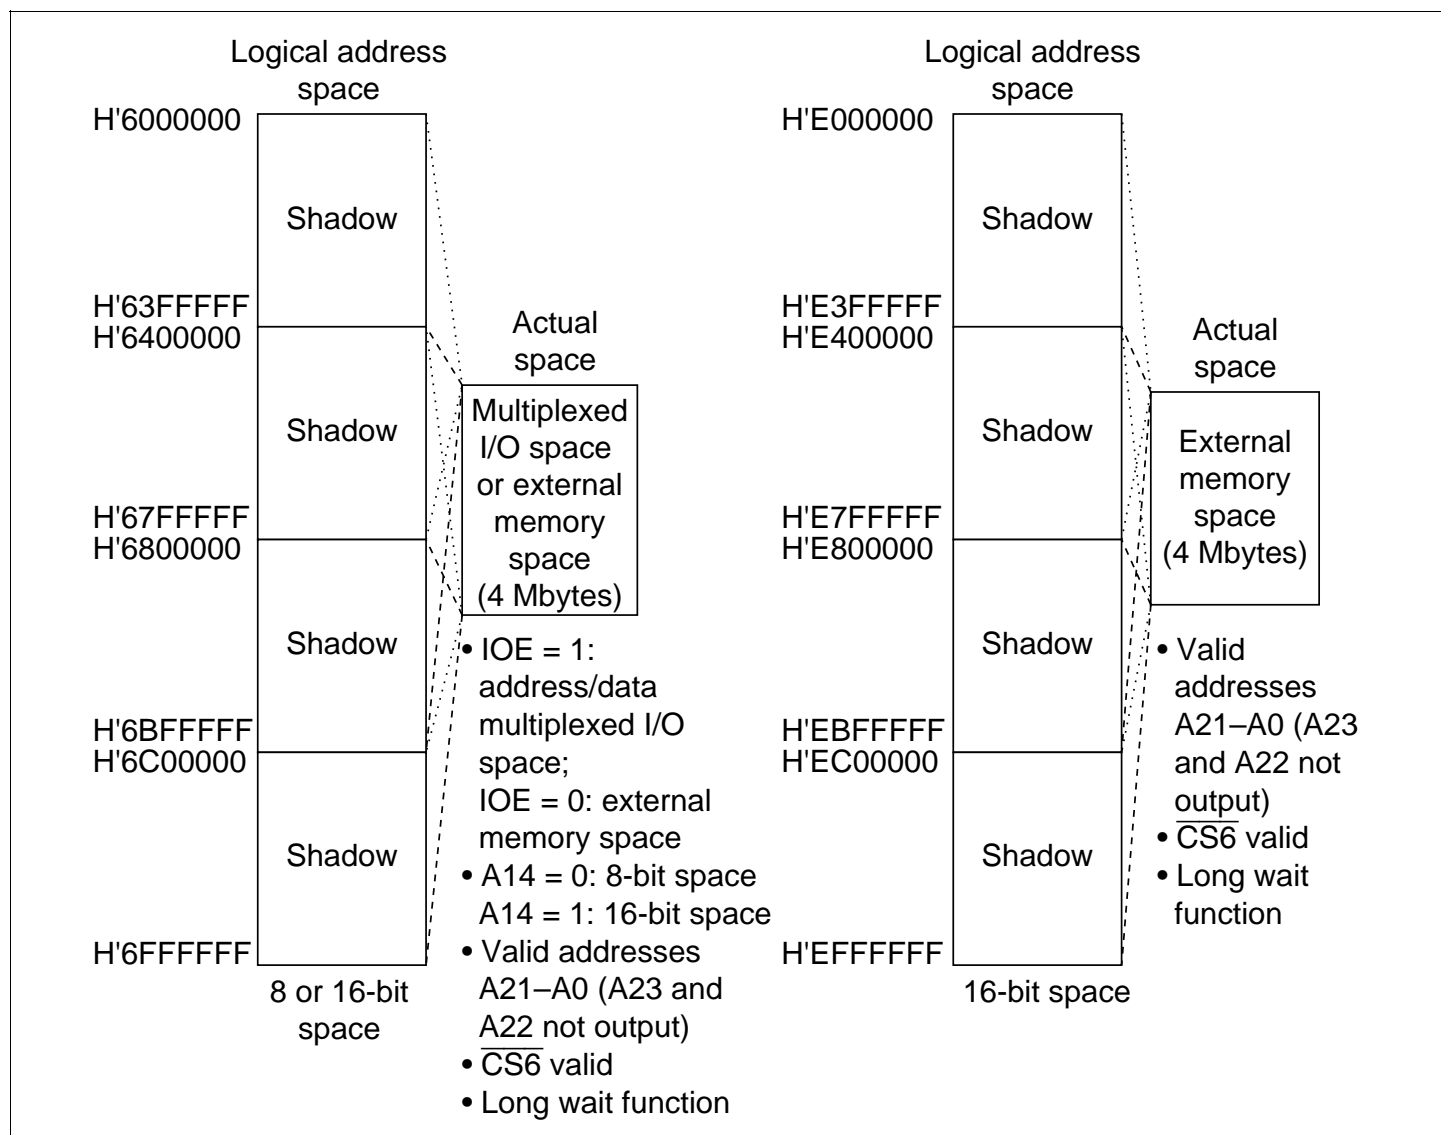 Logical address
space
H'6000000
Shadow
H'63FFFFF
H'6400000
Shadow
H'67FFFFF
H'6800000
Shadow
H'6BFFFFF
H'6C00000
Shadow
H'6FFFFFF
8 or 16-bit
space
Actual
space
Multiplexed
I/O space
or external
memory
space
(4 Mbytes)
• IOE = 1:
address/data
multiplexed I/O
space;
IOE = 0: external
memory space
• A14 = 0: 8-bit space
A14 = 1: 16-bit space
• Valid addresses
A21–A0 (A23 and
A22 not output)
• C̅S̅6̅ valid
• Long wait function
Logical address
space
H'E000000
Shadow
H'E3FFFFF
H'E400000
Shadow
H'E7FFFFF
H'E800000
Shadow
H'EBFFFFF
H'EC00000
Shadow
H'EFFFFFF
16-bit space
Actual
space
External
memory
space
(4 Mbytes)
• Valid
addresses
A21–A0 (A23
and A22 not
output)
• C̅S̅6̅ valid
• Long wait
function